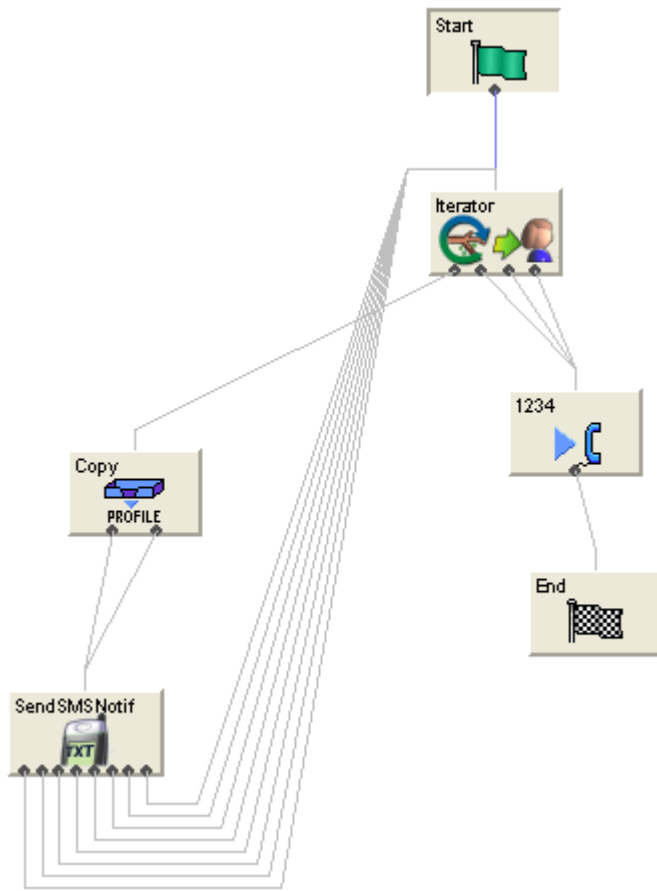 Start
Iterator
1234
Copy
PROFILE
End
SendSMSNotif
TXT